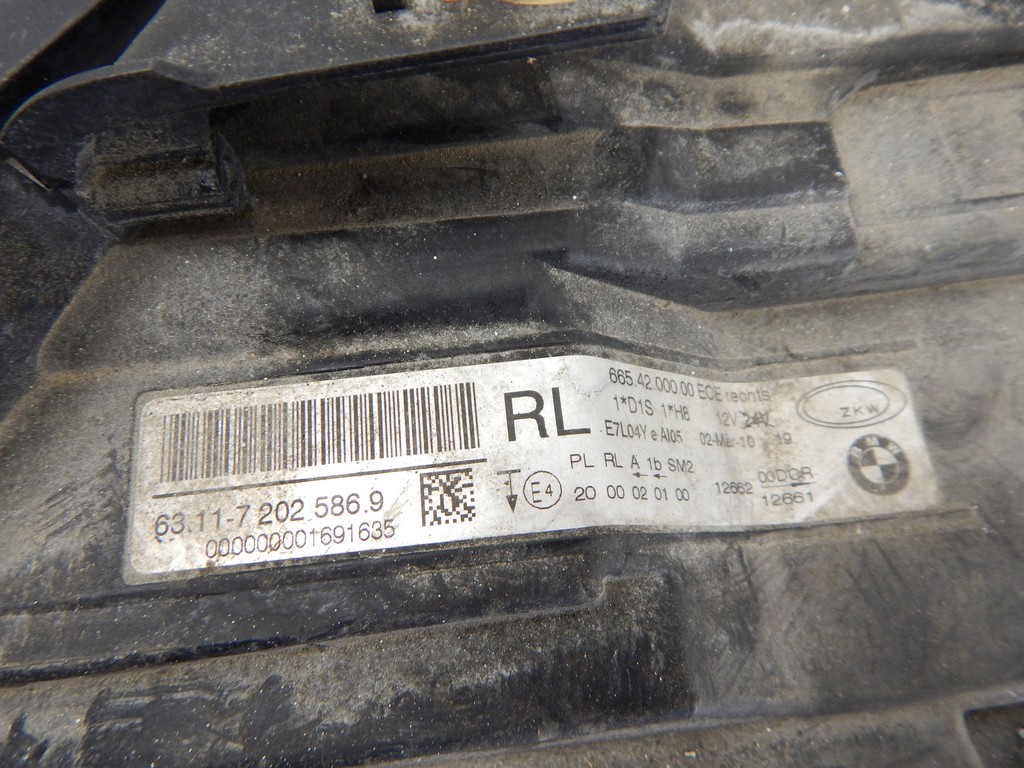 RL
665.42.000.00 ECE rechts
1*D1S 1*H8 12V 24V
E7L04Y e AI05 02-Mar-10 19
ZKW
BMW
63.11-7 202 586.9
000000001691635
E4
PL RL A 1b SM2
20 00 02 01 00
12662 00DCR
12661